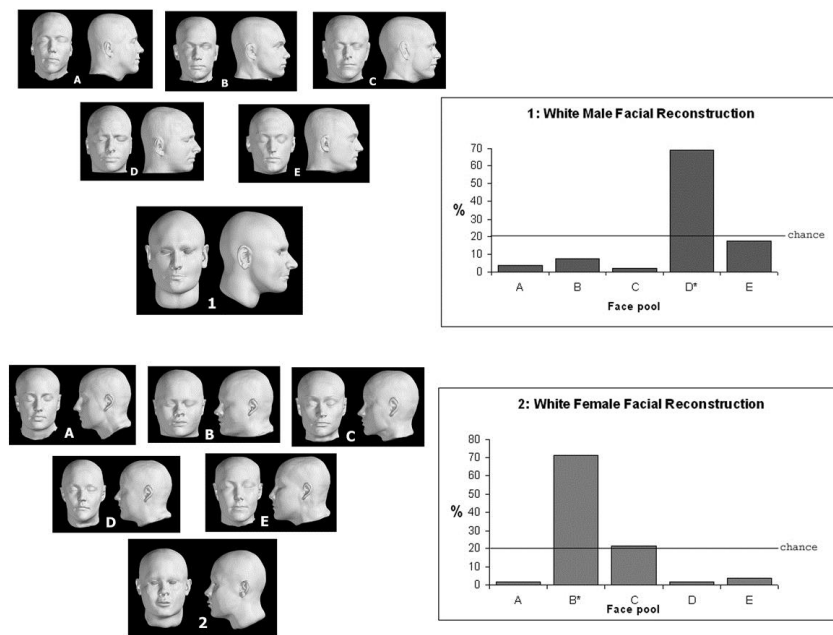 A
B
C
D
E
1
1: White Male Facial Reconstruction
70
60
50
40
30
20
10
0
%
chance
A B C D* E
Face pool
A
B
C
D
E
2
2: White Female Facial Reconstruction
80
70
60
50
40
30
20
10
0
%
chance
A B* C D E
Face pool